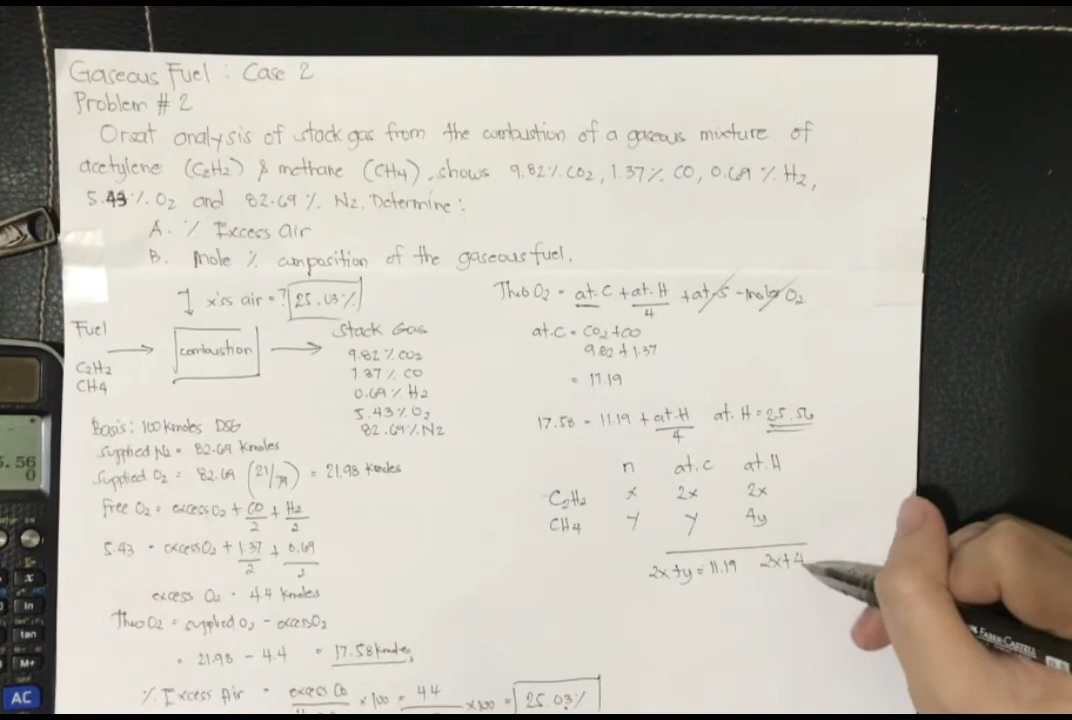 Gaseous Fuel : Case 2
Problem # 2
Orsat analysis of stack gas from the combustion of a gaseous mixture of
acetylene (C2H2) & methane (CH4), shows 9.82% CO2, 1.37% CO, 0.69 % H2,
5.43 % O2 and 82.69 % N2. Determine:
A. % Excess air
B. Mole % composition of the gaseous fuel.
x's air = ? 25.03%
Fuel
C2H2
CH4
combustion
Stack Gas
9.82 % CO2
1.37 % CO
0.69 % H2
5.43 % O2
82.69 % N2
Basis: 100 kmoles DSG
Supplied N2 = 82.69 kmoles
Supplied O2 = 82.69 (21/79) = 21.98 kmoles
Free O2 = excess O2 + CO/2 + H2/2
5.43 = excess O2 + 1.37/2 + 0.69/2
excess O2 = 4.4 kmoles
Theo O2 = supplied O2 - excess O2
= 21.98 - 4.4 = 17.58 kmoles
% Excess Air = excess O2 x 100 = 4.4 x 100 = 25.03%
Theo O2 = at.C + at.H/4 + at.S - moles O2
at.C = CO2 + CO
9.82 + 1.37
= 11.19
17.58 = 11.19 + at.H/4 at.H = 25.56
n at.C at.H
C2H2 x 2x 2x
CH4 y y 4y
2x + y = 11.19 2x + 4
5.56
0
x
ln
tan
M+
AC
FABER-CASTELL